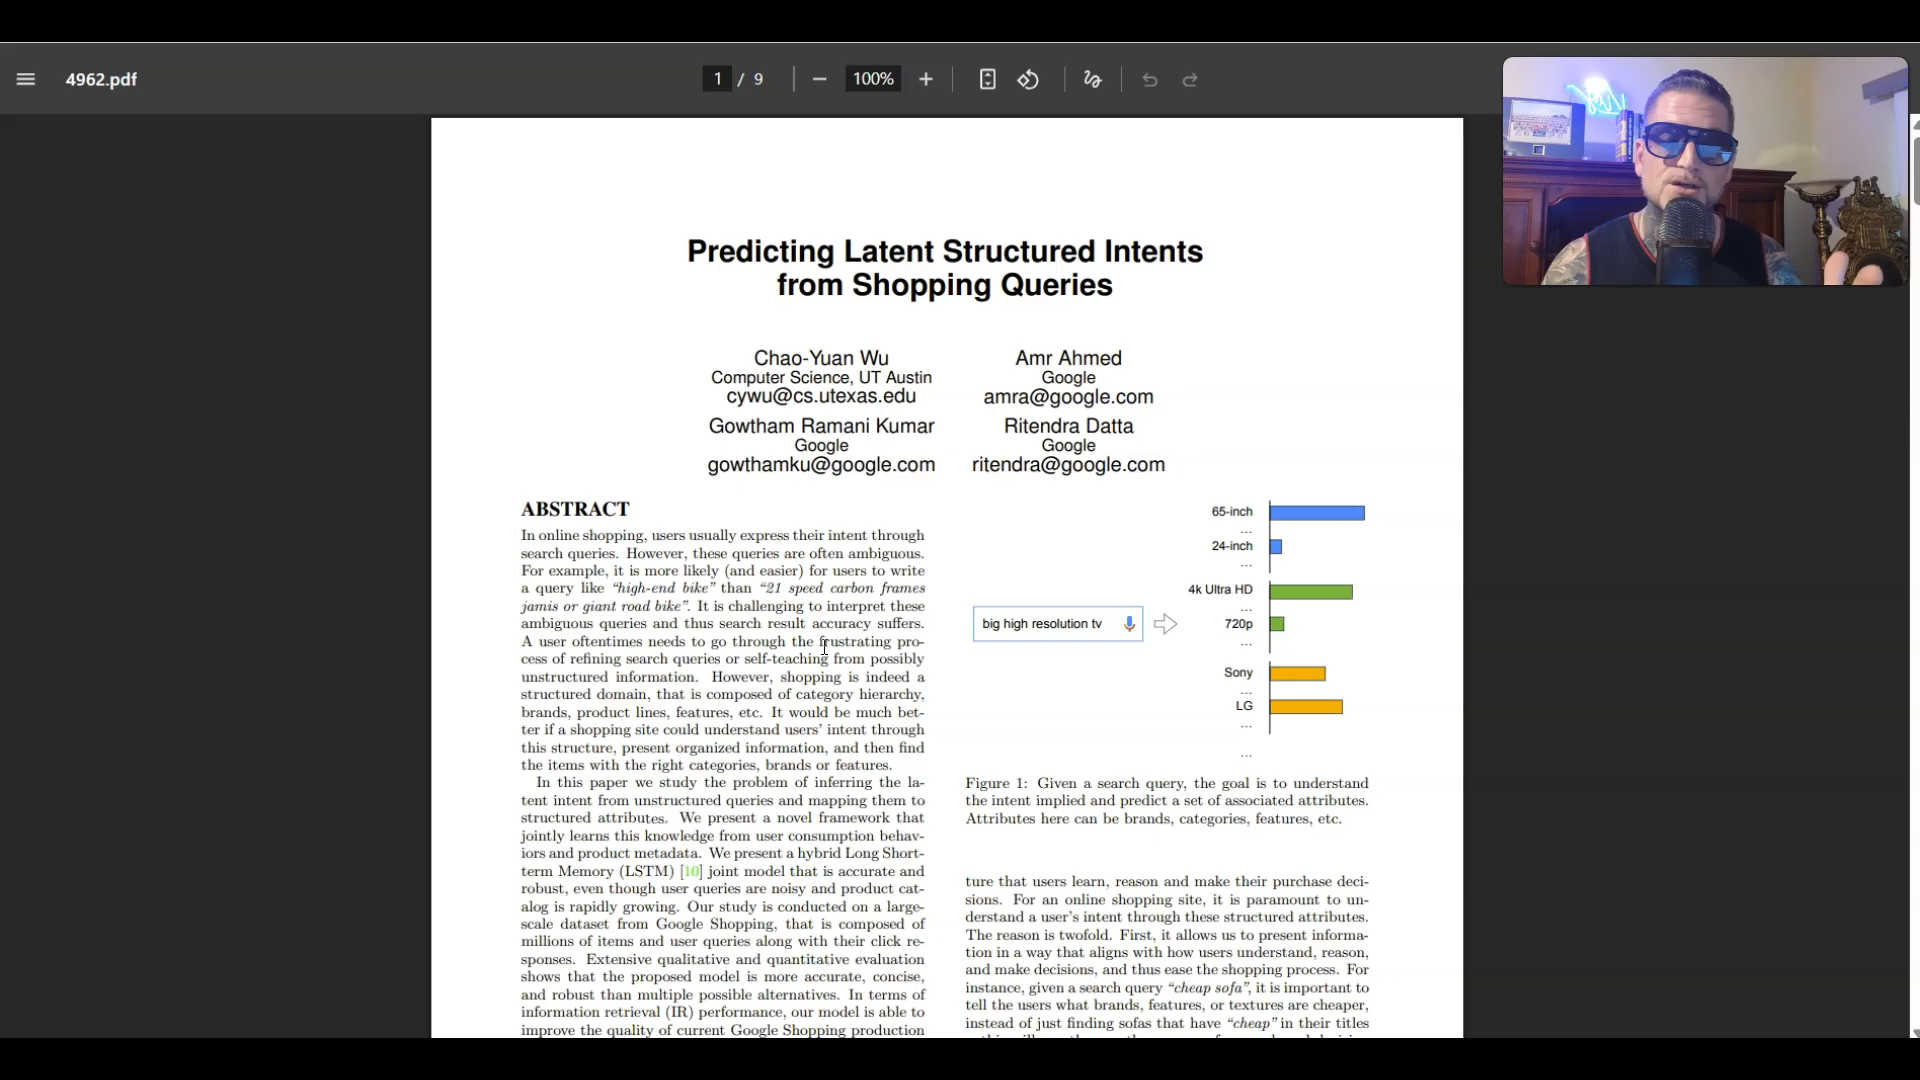 4962.pdf
1 / 9
100%
Predicting Latent Structured Intents
from Shopping Queries
Chao-Yuan Wu
Computer Science, UT Austin
cywu@cs.utexas.edu
Amr Ahmed
Google
amra@google.com
Gowtham Ramani Kumar
Google
gowthamku@google.com
Ritendra Datta
Google
ritendra@google.com
ABSTRACT
In online shopping, users usually express their intent through
search queries. However, these queries are often ambiguous.
For example, it is more likely (and easier) for users to write
a query like “high-end bike” than “21 speed carbon frames
jamis or giant road bike”. It is challenging to interpret these
ambiguous queries and thus search result accuracy suffers.
A user oftentimes needs to go through the frustrating pro-
cess of refining search queries or self-teaching from possibly
unstructured information. However, shopping is indeed a
structured domain, that is composed of category hierarchy,
brands, product lines, features, etc. It would be much bet-
ter if a shopping site could understand users’ intent through
this structure, present organized information, and then find
the items with the right categories, brands or features.
In this paper we study the problem of inferring the la-
tent intent from unstructured queries and mapping them to
structured attributes. We present a novel framework that
jointly learns this knowledge from user consumption behav-
iors and product metadata. We present a hybrid Long Short-
term Memory (LSTM) [10] joint model that is accurate and
robust, even though user queries are noisy and product cat-
alog is rapidly growing. Our study is conducted on a large-
scale dataset from Google Shopping, that is composed of
millions of items and user queries along with their click re-
sponses. Extensive qualitative and quantitative evaluation
shows that the proposed model is more accurate, concise,
and robust than multiple possible alternatives. In terms of
information retrieval (IR) performance, our model is able to
improve the quality of current Google Shopping production
65-inch
...
24-inch
...
4k Ultra HD
...
big high resolution tv
720p
...
Sony
...
LG
...
...
Figure 1: Given a search query, the goal is to understand
the intent implied and predict a set of associated attributes.
Attributes here can be brands, categories, features, etc.
ture that users learn, reason and make their purchase deci-
sions. For an online shopping site, it is paramount to un-
derstand a user’s intent through these structured attributes.
The reason is twofold. First, it allows us to present informa-
tion in a way that aligns with how users understand, reason,
and make decisions, and thus ease the shopping process. For
instance, given a search query “cheap sofa”, it is important to
tell the users what brands, features, or textures are cheaper,
instead of just finding sofas that have “cheap” in their titles